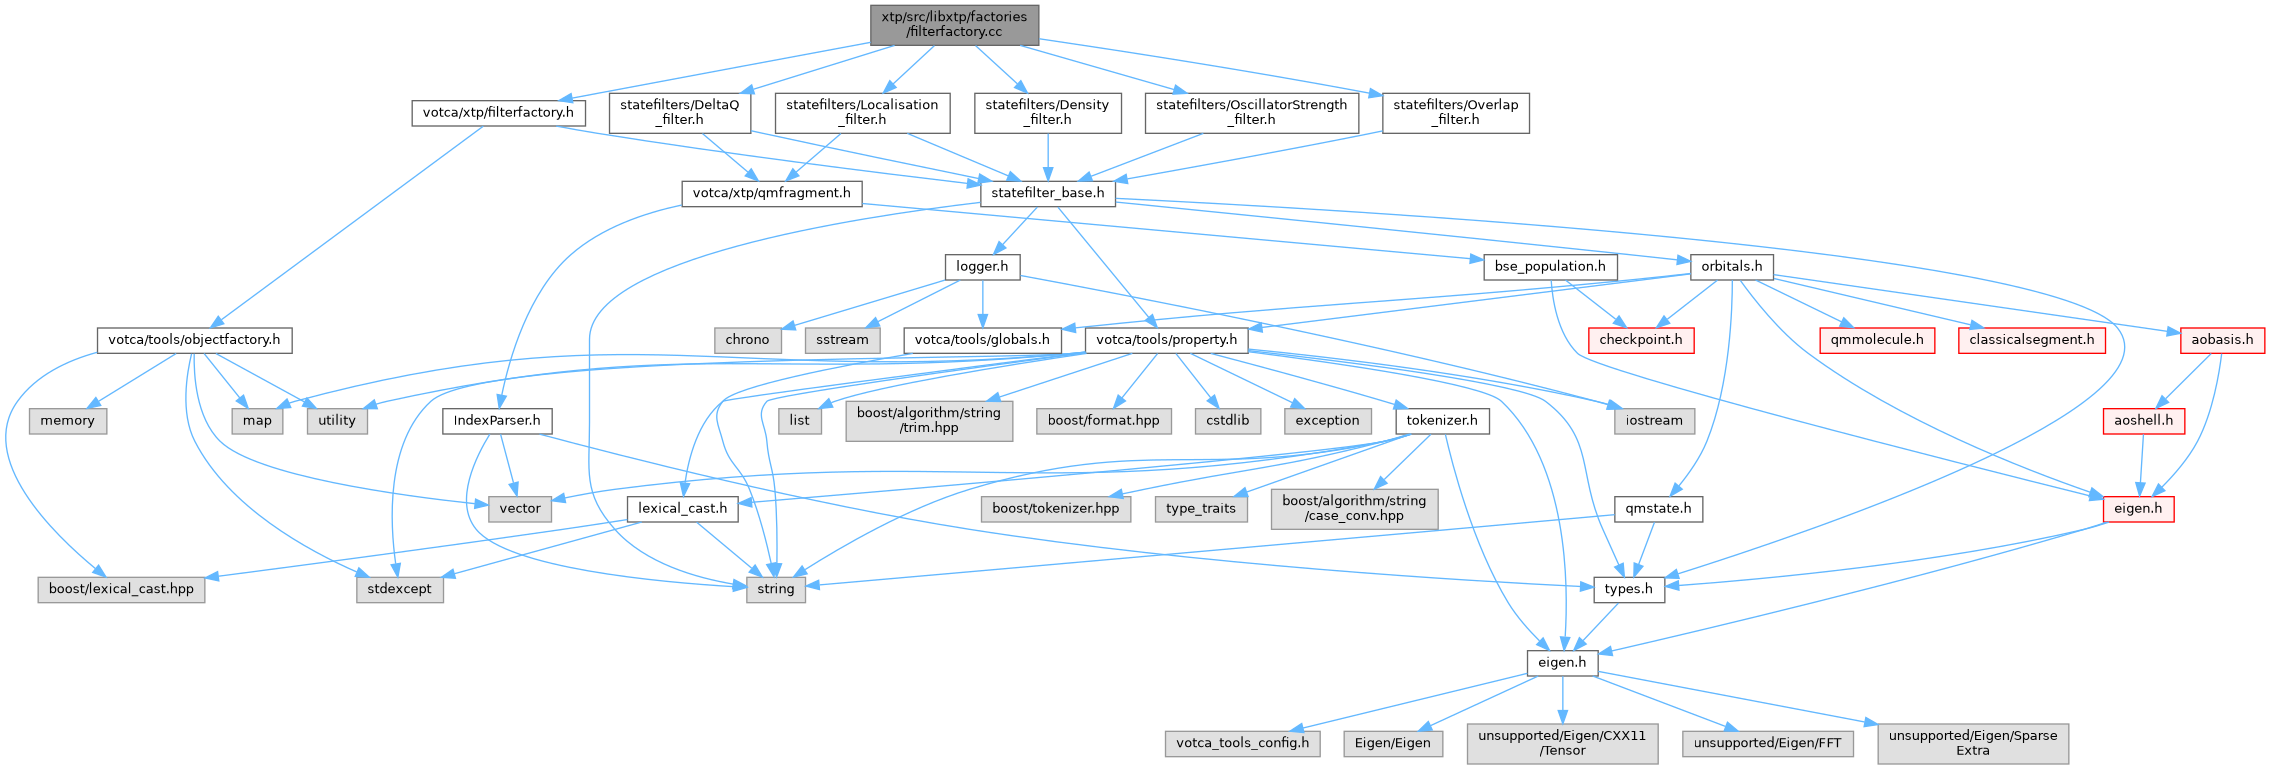 xtp/src/libxtp/factories
/filterfactory.cc
votca/xtp/filterfactory.h
statefilters/DeltaQ
_filter.h
statefilters/Localisation
_filter.h
statefilters/Density
_filter.h
statefilters/OscillatorStrength
_filter.h
statefilters/Overlap
_filter.h
votca/xtp/qmfragment.h
statefilter_base.h
logger.h
bse_population.h
orbitals.h
votca/tools/objectfactory.h
chrono
sstream
votca/tools/globals.h
votca/tools/property.h
checkpoint.h
qmmolecule.h
classicalsegment.h
aobasis.h
memory
map
utility
IndexParser.h
list
boost/algorithm/string
/trim.hpp
boost/format.hpp
cstdlib
exception
tokenizer.h
iostream
aoshell.h
vector
lexical_cast.h
boost/tokenizer.hpp
type_traits
boost/algorithm/string
/case_conv.hpp
qmstate.h
eigen.h
boost/lexical_cast.hpp
stdexcept
string
types.h
eigen.h
votca_tools_config.h
Eigen/Eigen
unsupported/Eigen/CXX11
/Tensor
unsupported/Eigen/FFT
unsupported/Eigen/Sparse
Extra